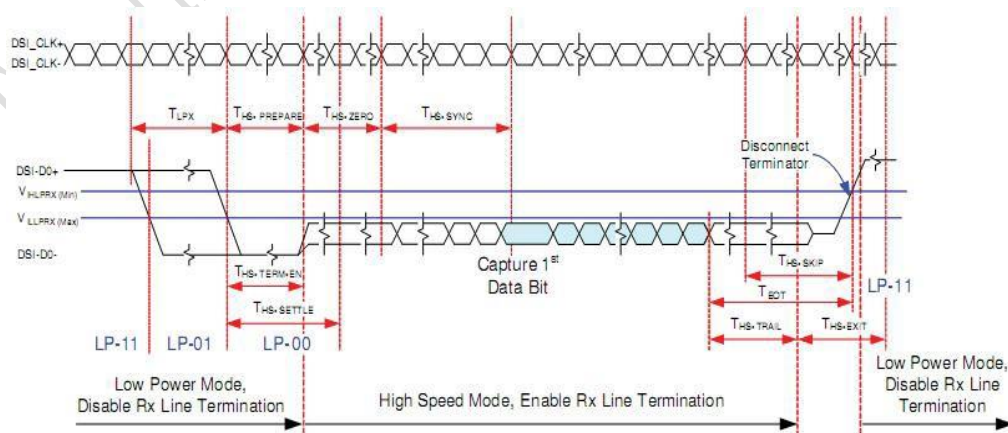 DSI_CLK+
DSI_CLK-
TLPX
THS-PREPARE
THS-ZERO
THS-SYNC
Disconnect
Terminator
DSI-D0+
VIHLPRX (Min)
VILLPRX (Max)
DSI-D0-
Capture 1st
Data Bit
THS-TERM-EN
THS-SKIP
LP-11
TEOT
THS-SETTLE
THS-TRAIL
THS-EXIT
LP-11
LP-01
LP-00
Low Power Mode,
Disable Rx Line Termination
High Speed Mode, Enable Rx Line Termination
Low Power Mode,
Disable Rx Line
Termination